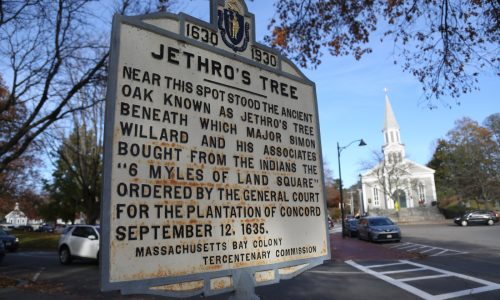 1630 1930
JETHRO'S TREE
NEAR THIS SPOT STOOD THE ANCIENT
OAK KNOWN AS JETHRO'S TREE
BENEATH WHICH MAJOR SIMON
WILLARD AND HIS ASSOCIATES
BOUGHT FROM THE INDIANS THE
"6 MYLES OF LAND SQUARE"
ORDERED BY THE GENERAL COURT
FOR THE PLANTATION OF CONCORD
SEPTEMBER 12, 1635.
MASSACHUSETTS BAY COLONY
TERCENTENARY COMMISSION